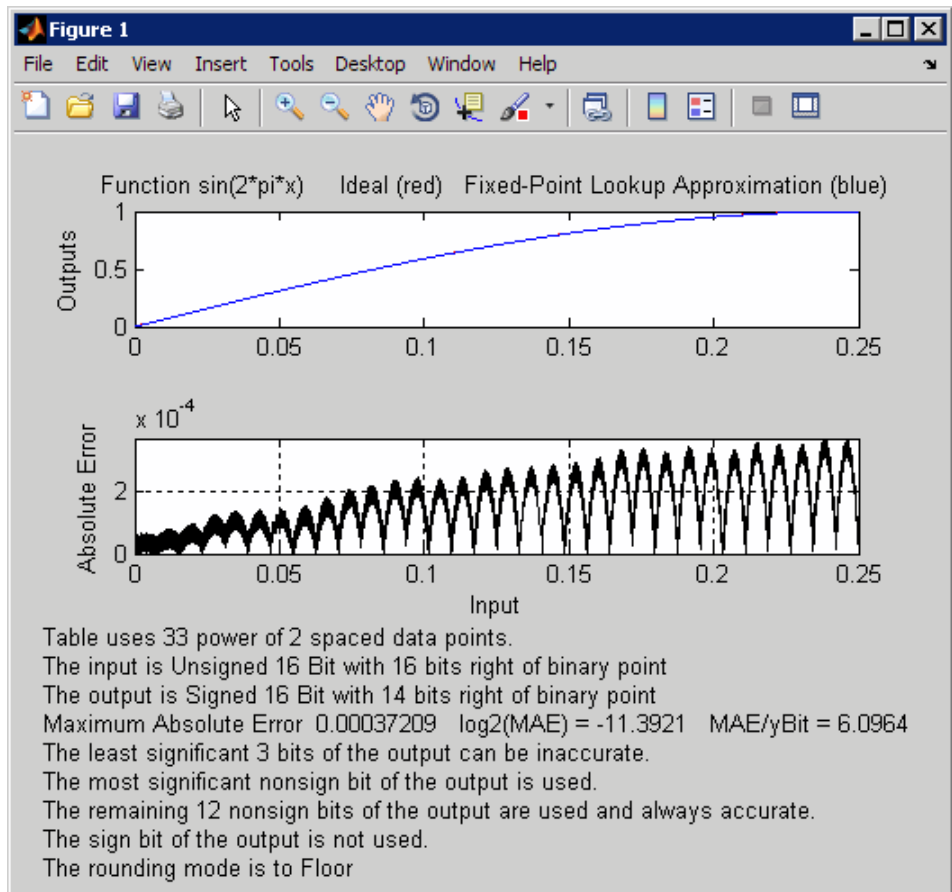 Figure 1
File Edit View Insert Tools Desktop Window Help
Function sin(2*pi*x) Ideal (red) Fixed-Point Lookup Approximation (blue)
Outputs
1
0.5
0
0 0.05 0.1 0.15 0.2 0.25
x 10-4
Absolute Error
2
0
0 0.05 0.1 0.15 0.2 0.25
Input
Table uses 33 power of 2 spaced data points.
The input is Unsigned 16 Bit with 16 bits right of binary point
The output is Signed 16 Bit with 14 bits right of binary point
Maximum Absolute Error 0.00037209 log2(MAE) = -11.3921 MAE/yBit = 6.0964
The least significant 3 bits of the output can be inaccurate.
The most significant nonsign bit of the output is used.
The remaining 12 nonsign bits of the output are used and always accurate.
The sign bit of the output is not used.
The rounding mode is to Floor